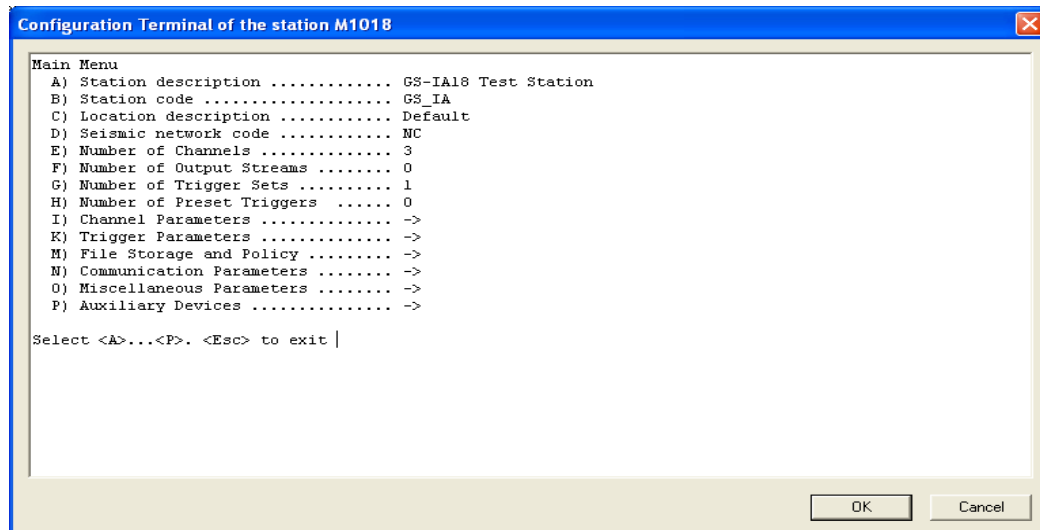 Configuration Terminal of the station M1018
Main Menu
A) Station description ............. GS-IA18 Test Station
B) Station code .................... GS_IA
C) Location description ............ Default
D) Seismic network code ............ NC
E) Number of Channels .............. 3
F) Number of Output Streams ........ 0
G) Number of Trigger Sets .......... 1
H) Number of Preset Triggers ...... 0
I) Channel Parameters .............. ->
K) Trigger Parameters .............. ->
M) File Storage and Policy ......... ->
N) Communication Parameters ........ ->
O) Miscellaneous Parameters ........ ->
P) Auxiliary Devices ............... ->
Select <A>...<P>. <Esc> to exit
OK Cancel